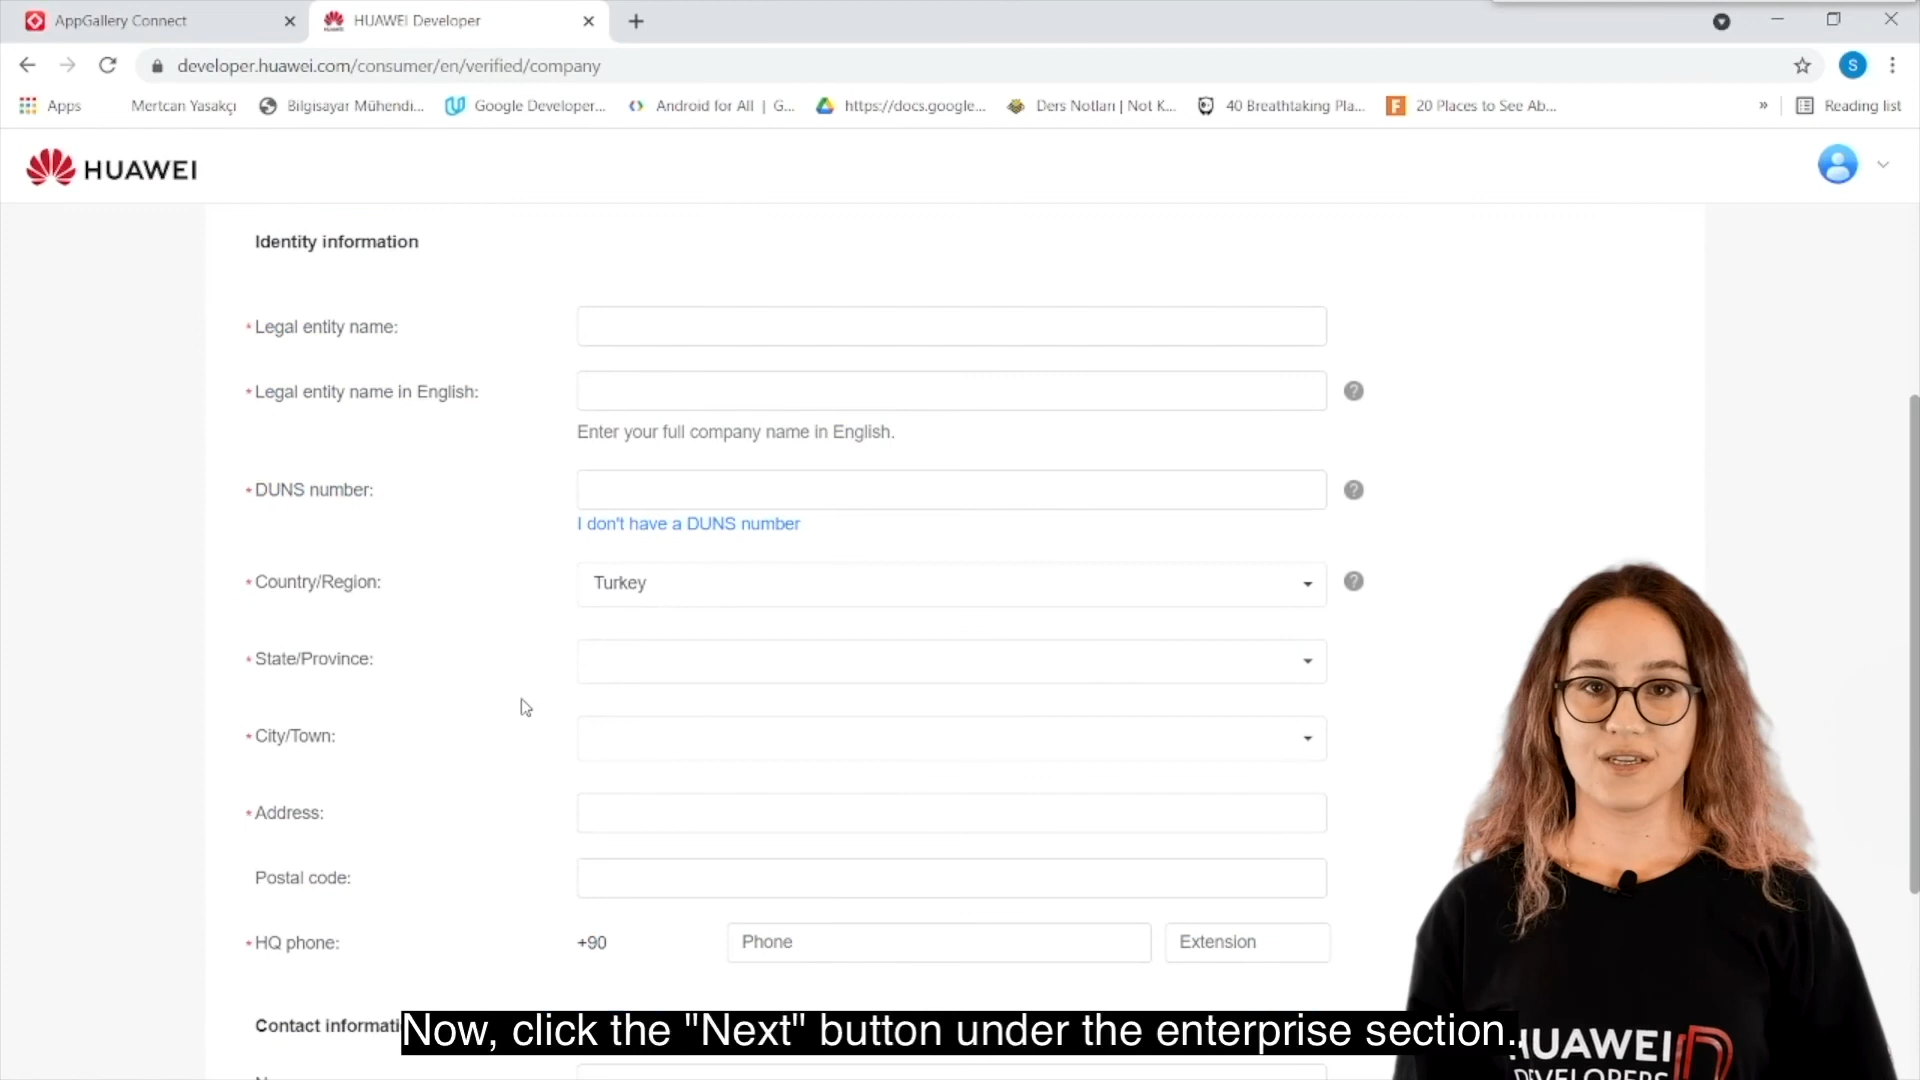 AppGallery Connect
HUAWEI Developer
developer.huawei.com/consumer/en/verified/company
S
Apps
Mertcan Yasakçı
Bilgisayar Mühendi...
Google Developer...
Android for All | G...
https://docs.google...
Ders Notları | Not K...
40 Breathtaking Pla...
20 Places to See Ab...
»
Reading list
HUAWEI
Identity information
* Legal entity name:
* Legal entity name in English:
?
Enter your full company name in English.
* DUNS number:
?
I don't have a DUNS number
* Country/Region:
Turkey
?
* State/Province:
* City/Town:
* Address:
Postal code:
* HQ phone:
+90
Phone
Extension
Contact informati
Now, click the "Next" button under the enterprise section.
HUAWEI
DEVELOPERS